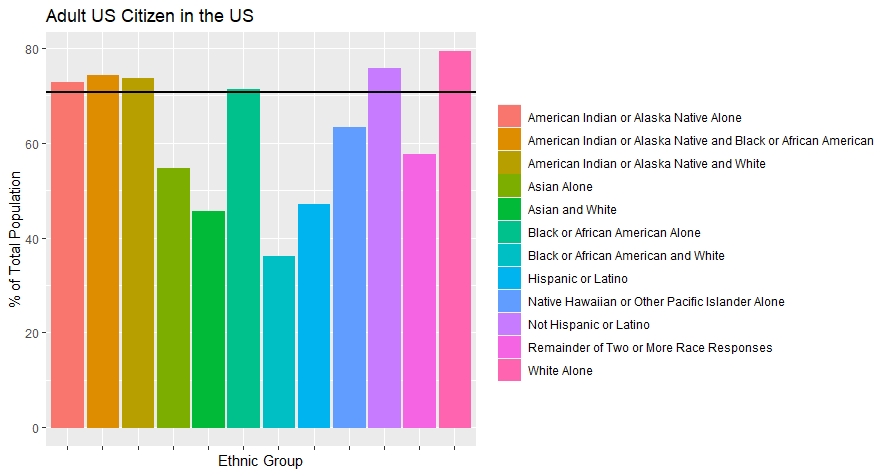 Adult US Citizen in the US
80
60
40
20
0
% of Total Population
Ethnic Group
American Indian or Alaska Native Alone
American Indian or Alaska Native and Black or African American
American Indian or Alaska Native and White
Asian Alone
Asian and White
Black or African American Alone
Black or African American and White
Hispanic or Latino
Native Hawaiian or Other Pacific Islander Alone
Not Hispanic or Latino
Remainder of Two or More Race Responses
White Alone